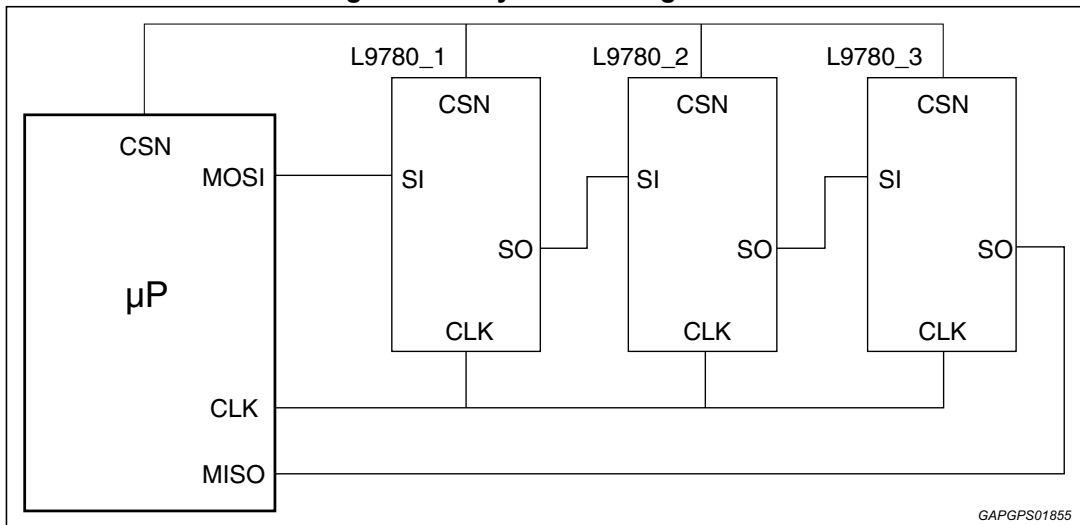 L9780_1
L9780_2
L9780_3
CSN
CSN
CSN
CSN
MOSI
SI
SI
SI
SO
SO
SO
µP
CLK
CLK
CLK
CLK
MISO
GAPGPS01855